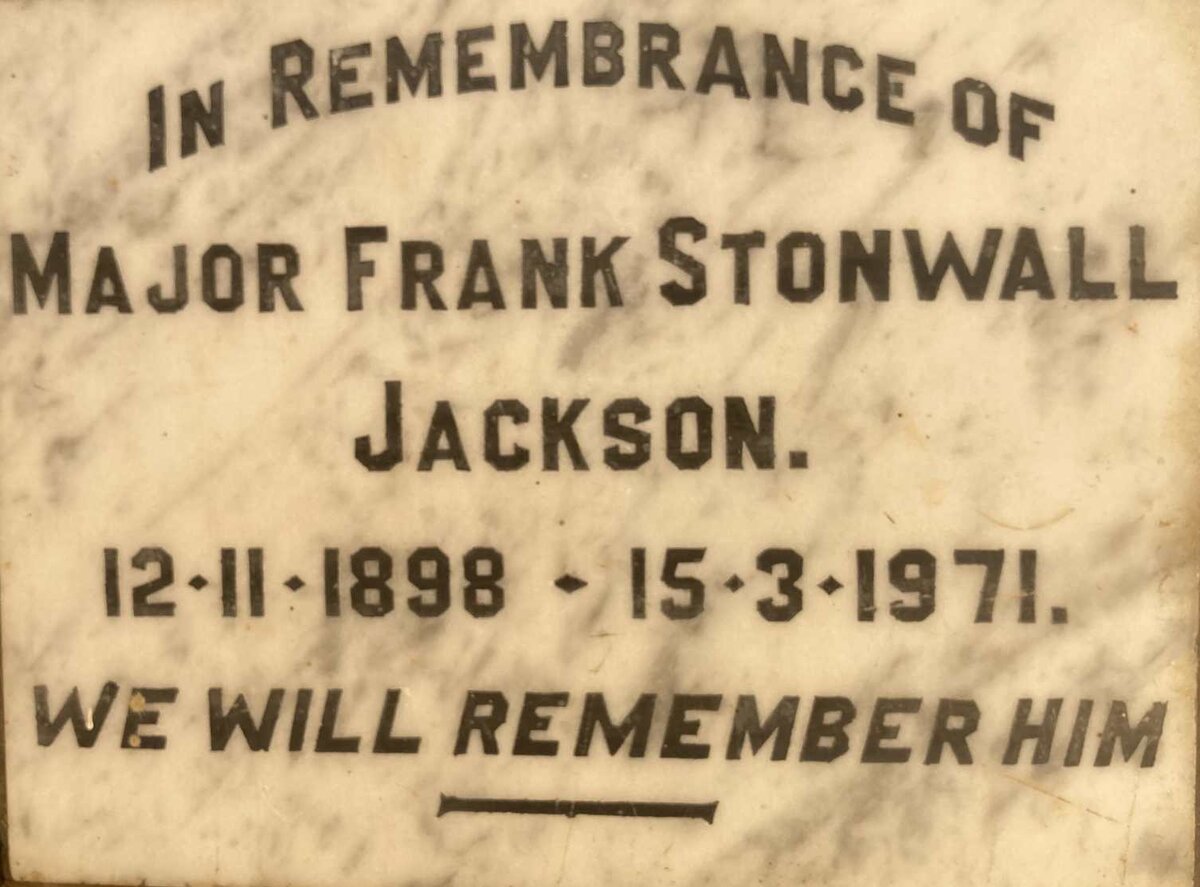 IN REMEMBRANCE OF
MAJOR FRANK STONWALL
JACKSON.
12·11·1898 - 15·3·1971.
WE WILL REMEMBER HIM